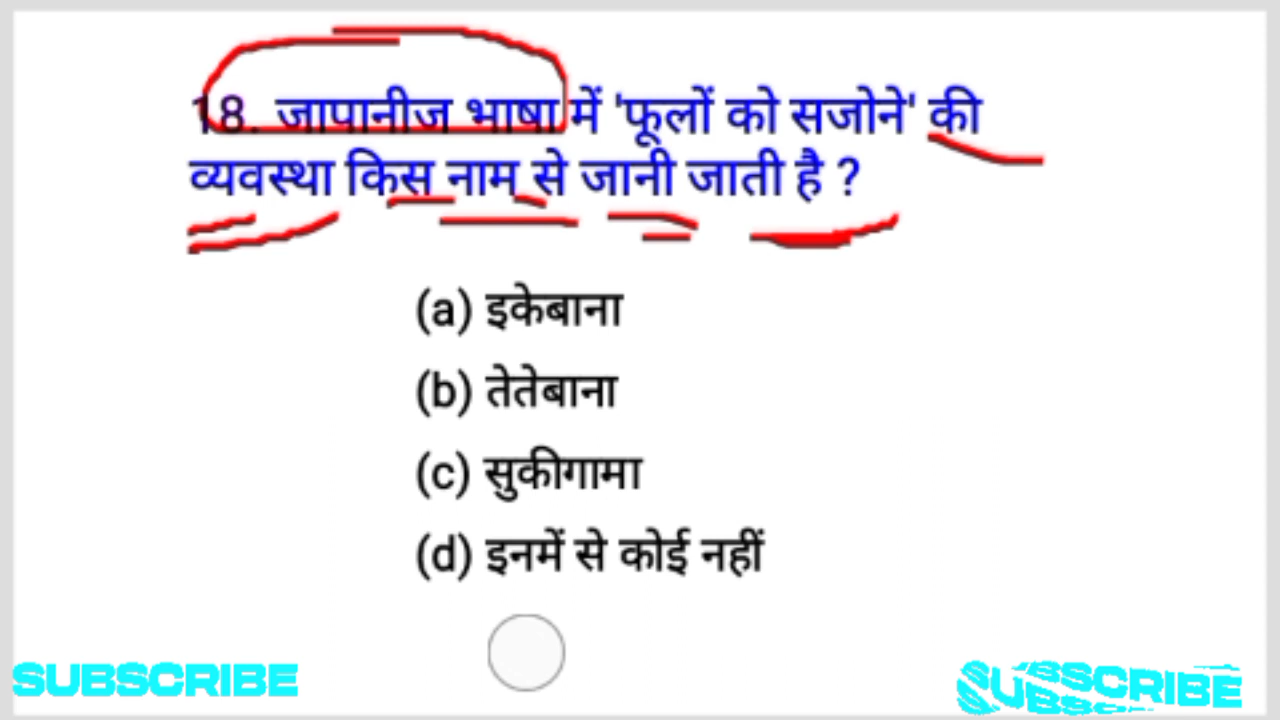 18. जापानीज भाषा में 'फूलों को सजोने' की
व्यवस्था किस नाम से जानी जाती है ?
(a) इकेबाना
(b) तेतेबाना
(c) सुकीगामा
(d) इनमें से कोई नहीं
SUBSCRIBE
SUBSCRIBE